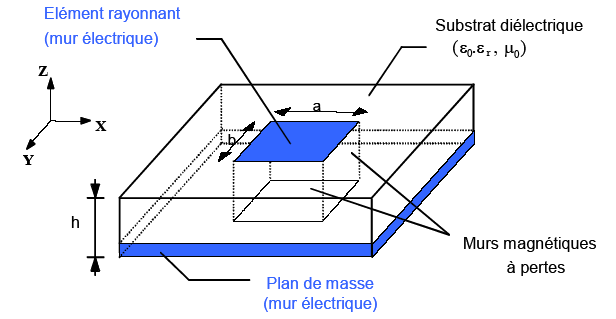 Elément rayonnant
(mur électrique)
Substrat diélectrique
(ε0.εr, μ0)
Z
X
Y
a
b
h
Murs magnétiques
à pertes
Plan de masse
(mur électrique)